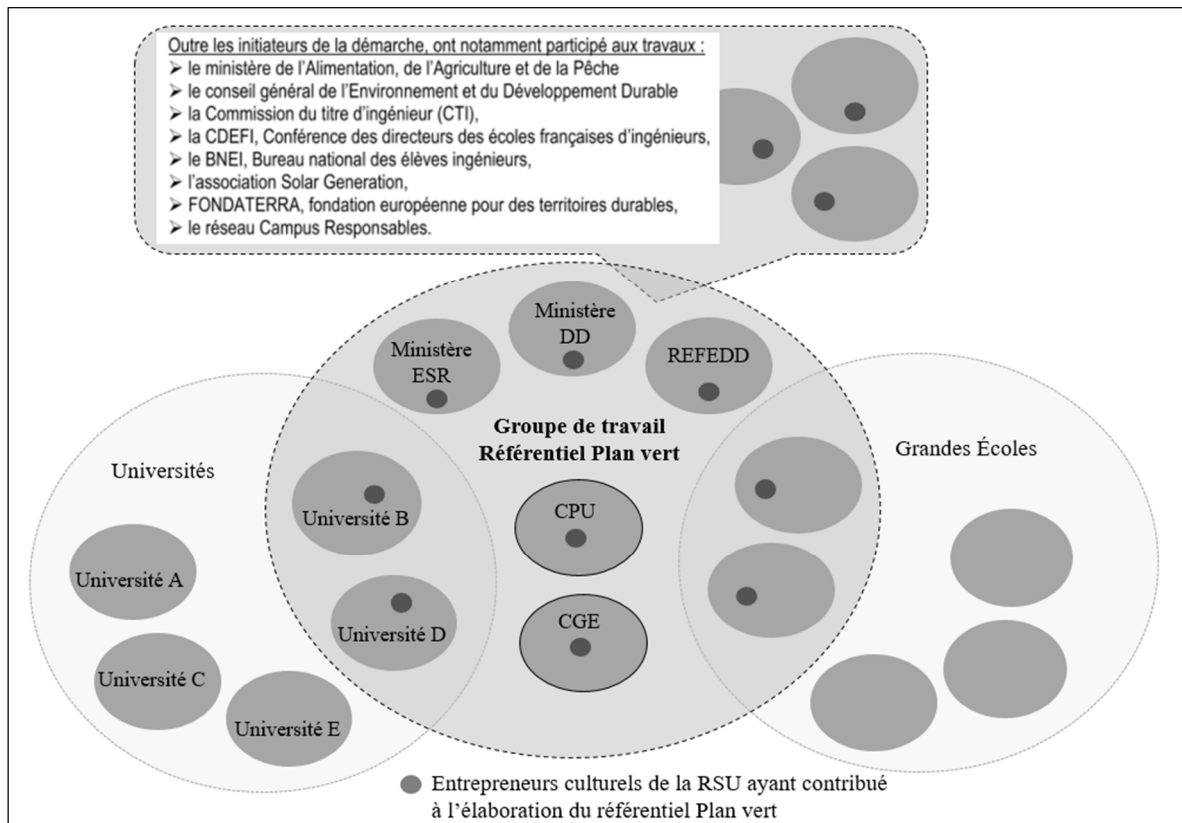 Outre les initiateurs de la démarche, ont notamment participé aux travaux :
➢ le ministère de l'Alimentation, de l'Agriculture et de la Pêche
➢ le conseil général de l'Environnement et du Développement Durable
➢ la Commission du titre d'ingénieur (CTI),
➢ la CDEFI, Conférence des directeurs des écoles françaises d'ingénieurs,
➢ le BNEI, Bureau national des élèves ingénieurs,
➢ l'association Solar Generation,
➢ FONDATERRA, fondation européenne pour des territoires durables,
➢ le réseau Campus Responsables.
Ministère
DD
Ministère
ESR
REFEDD
Groupe de travail
Référentiel Plan vert
Universités
Grandes Écoles
Université B
CPU
Université A
Université D
CGE
Université C
Université E
Entrepreneurs culturels de la RSU ayant contribué
à l'élaboration du référentiel Plan vert